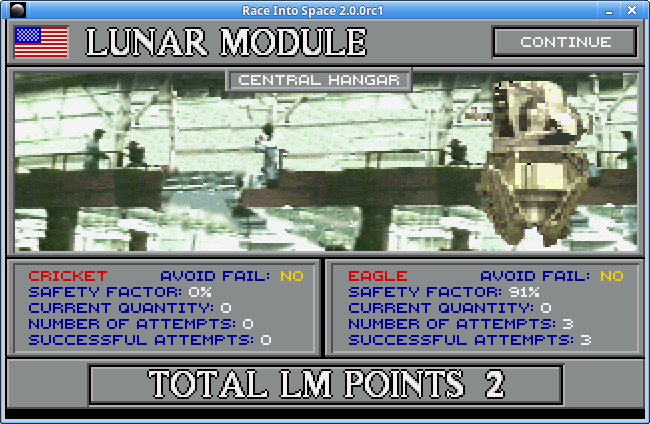 Race Into Space 2.0.0rc1
LUNAR MODULE
CONTINUE
CENTRAL HANGAR
CRICKET AVOID FAIL: NO
SAFETY FACTOR: 0%
CURRENT QUANTITY: 0
NUMBER OF ATTEMPTS: 0
SUCCESSFUL ATTEMPTS: 0
EAGLE AVOID FAIL: NO
SAFETY FACTOR: 91%
CURRENT QUANTITY: 0
NUMBER OF ATTEMPTS: 3
SUCCESSFUL ATTEMPTS: 3
TOTAL LM POINTS 2